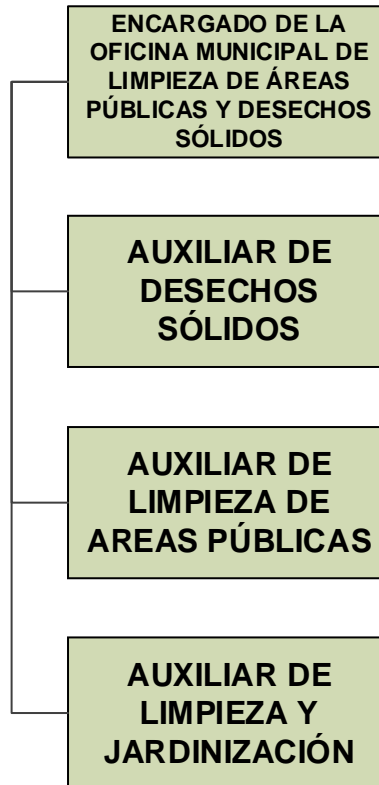 ENCARGADO DE LA
OFICINA MUNICIPAL DE
LIMPIEZA DE ÁREAS
PÚBLICAS Y DESECHOS
SÓLIDOS
AUXILIAR DE
DESECHOS
SÓLIDOS
AUXILIAR DE
LIMPIEZA DE
AREAS PÚBLICAS
AUXILIAR DE
LIMPIEZA Y
JARDINIZACIÓN